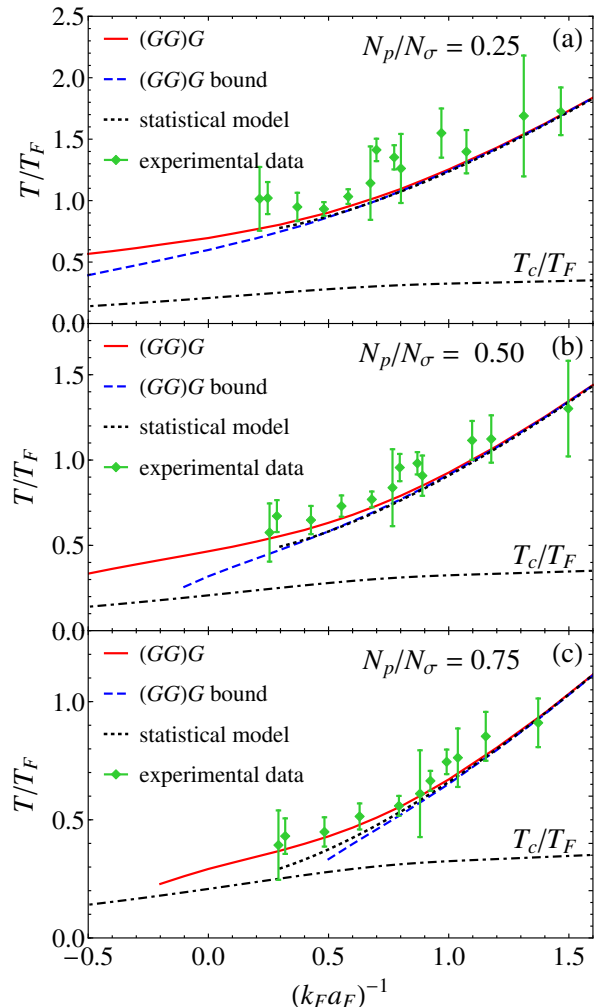 2.5
2.0
1.5
1.0
0.5
0.0
T/T_F
(GG)G
(GG)G bound
statistical model
experimental data
N_p/N_σ = 0.25
(a)
T_c/T_F
1.5
1.0
0.5
0.0
T/T_F
(GG)G
(GG)G bound
statistical model
experimental data
N_p/N_σ = 0.50
(b)
T_c/T_F
1.0
0.5
0.0
T/T_F
(GG)G
(GG)G bound
statistical model
experimental data
N_p/N_σ = 0.75
(c)
T_c/T_F
−0.5 0.0 0.5 1.0 1.5
(k_F a_F)^{-1}